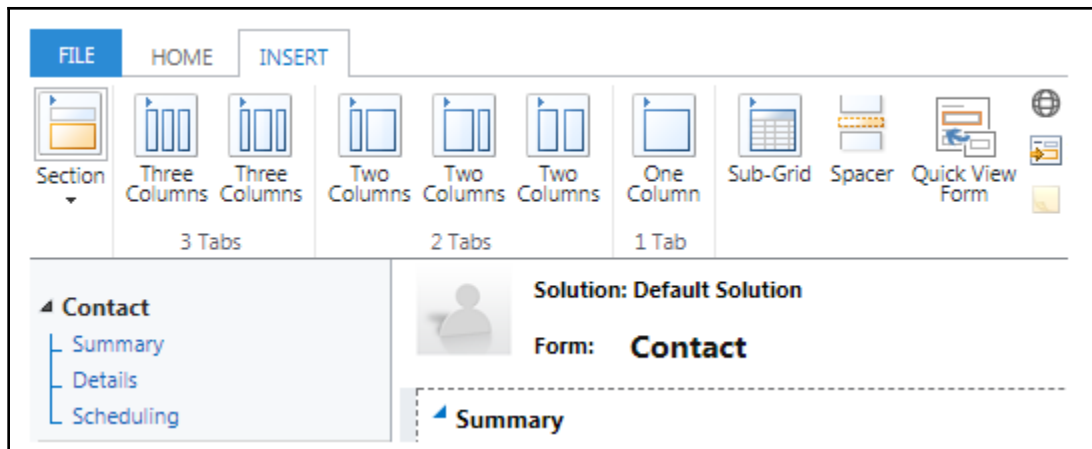 FILE HOME INSERT
Section Three Columns Three Columns Two Columns Two Columns Two Columns One Column Sub-Grid Spacer Quick View Form
3 Tabs 2 Tabs 1 Tab
Contact
Summary
Details
Scheduling
Solution: Default Solution
Form: Contact
Summary